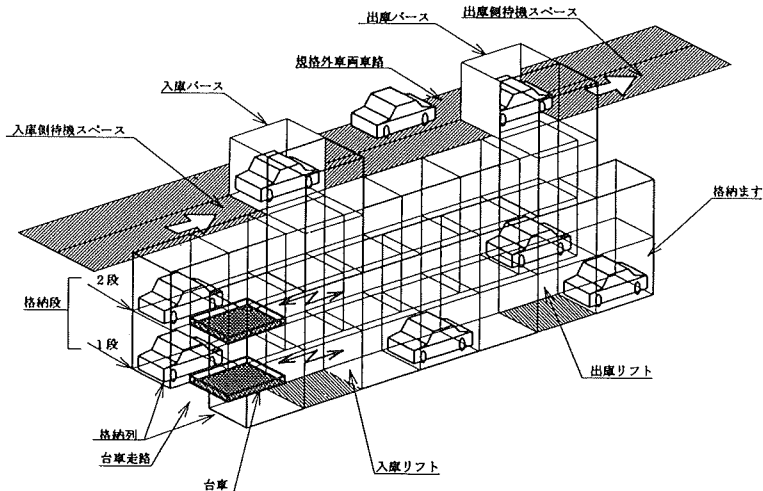 出庫バース
出庫側待機スペース
規格外車両車路
入庫バース
入庫側待機スペース
格納ます
2段
格納段
1段
出庫リフト
格納列
台車走路
入庫リフト
台車